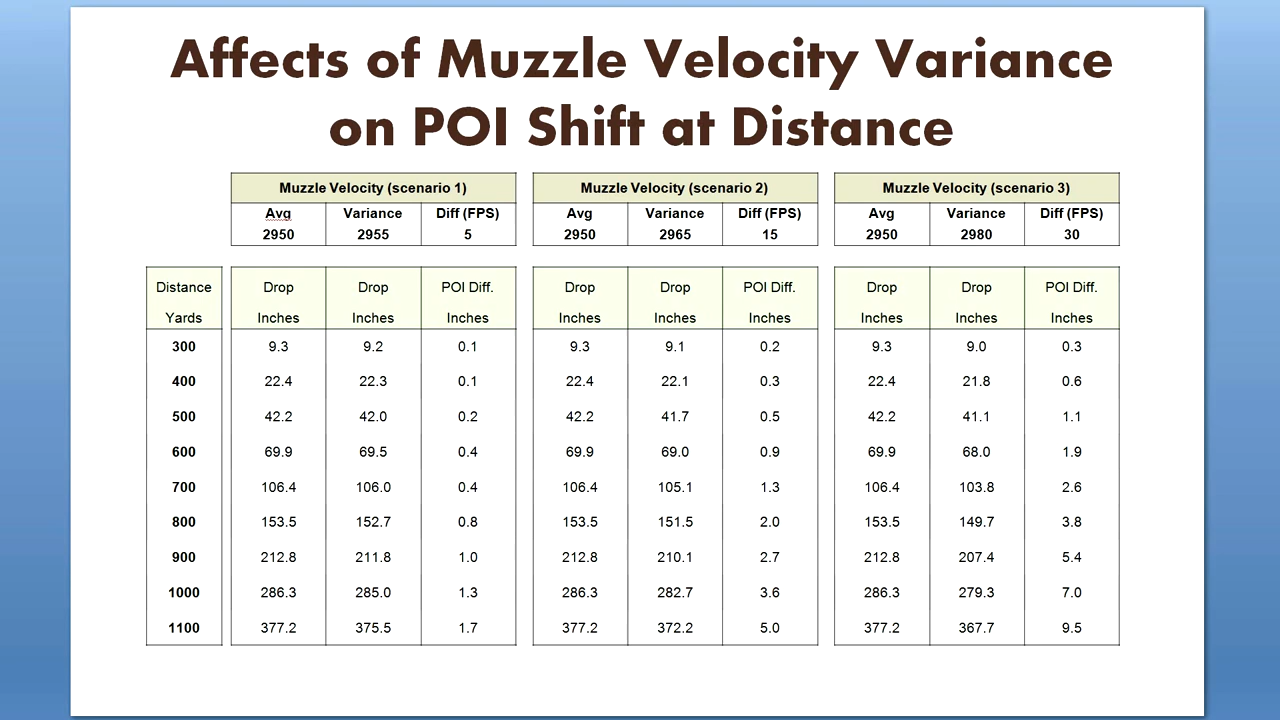 Affects of Muzzle Velocity Variance
on POI Shift at Distance
Muzzle Velocity (scenario 1) Muzzle Velocity (scenario 2) Muzzle Velocity (scenario 3)
Avg Variance Diff (FPS) Avg Variance Diff (FPS) Avg Variance Diff (FPS)
2950 2955 5 2950 2965 15 2950 2980 30
Distance Drop Drop POI Diff. Drop Drop POI Diff. Drop Drop POI Diff.
Yards Inches Inches Inches Inches Inches Inches Inches Inches Inches
300 9.3 9.2 0.1 9.3 9.1 0.2 9.3 9.0 0.3
400 22.4 22.3 0.1 22.4 22.1 0.3 22.4 21.8 0.6
500 42.2 42.0 0.2 42.2 41.7 0.5 42.2 41.1 1.1
600 69.9 69.5 0.4 69.9 69.0 0.9 69.9 68.0 1.9
700 106.4 106.0 0.4 106.4 105.1 1.3 106.4 103.8 2.6
800 153.5 152.7 0.8 153.5 151.5 2.0 153.5 149.7 3.8
900 212.8 211.8 1.0 212.8 210.1 2.7 212.8 207.4 5.4
1000 286.3 285.0 1.3 286.3 282.7 3.6 286.3 279.3 7.0
1100 377.2 375.5 1.7 377.2 372.2 5.0 377.2 367.7 9.5